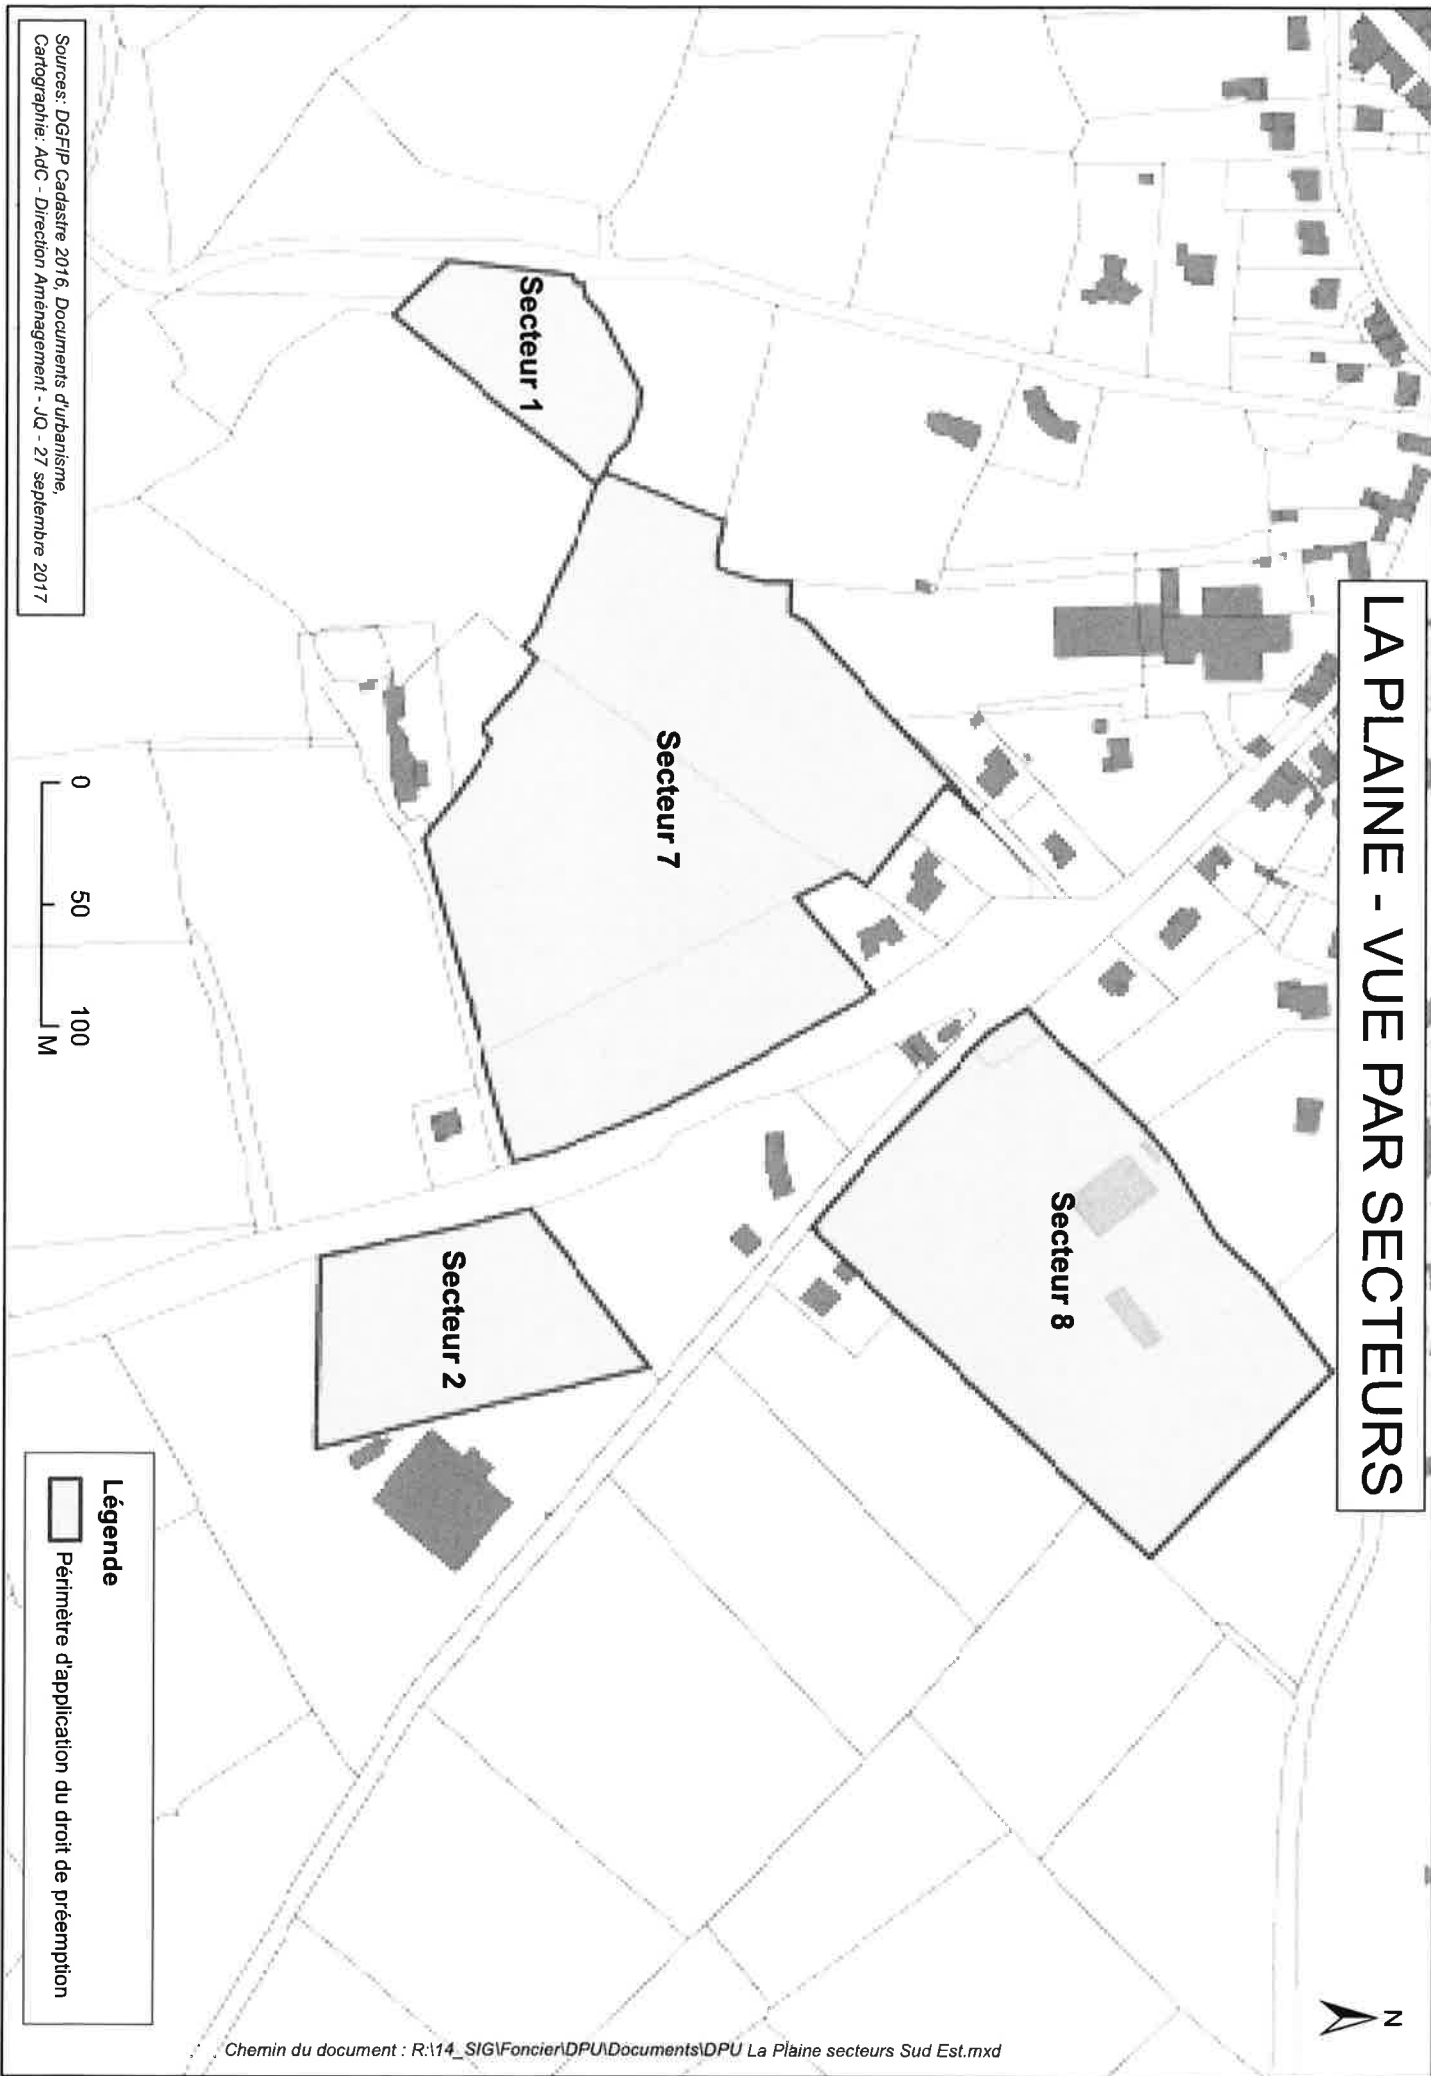 LA PLAINE - VUE PAR SECTEURS
N
Secteur 1
Secteur 7
Secteur 8
Secteur 2
0 50 100
M
Légende
Périmètre d'application du droit de préemption
Sources: DGFIP Cadastre 2016, Documents d'urbanisme,
Cartographie: AdC - Direction Aménagement - JQ - 27 septembre 2017
Chemin du document : R:\14_SIG\Foncier\DPU\Documents\DPU La Plaine secteurs Sud Est.mxd